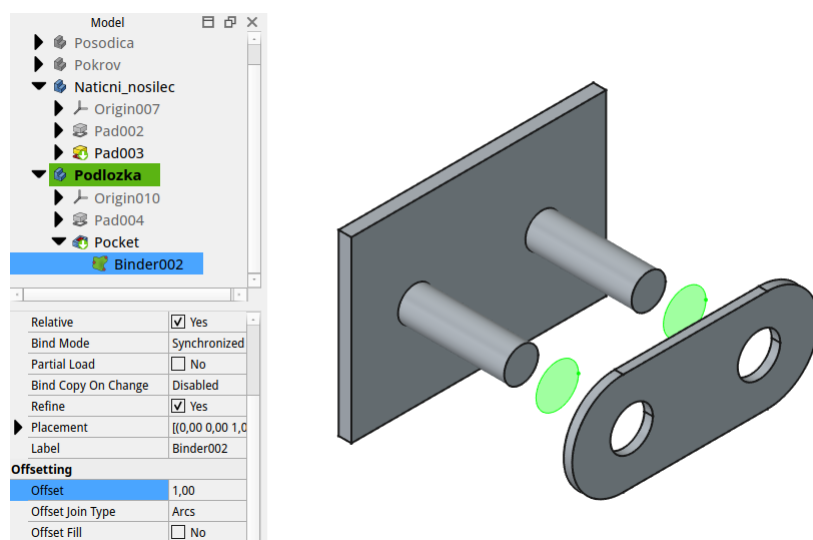 Model
Posodica
Pokrov
Naticni_nosilec
Origin007
Pad002
Pad003
Podlozka
Origin010
Pad004
Pocket
Binder002
Relative Yes
Bind Mode Synchronized
Partial Load No
Bind Copy On Change Disabled
Refine Yes
Placement [(0,00 0,00 1,0
Label Binder002
Offsetting
Offset 1,00
Offset Join Type Arcs
Offset Fill No